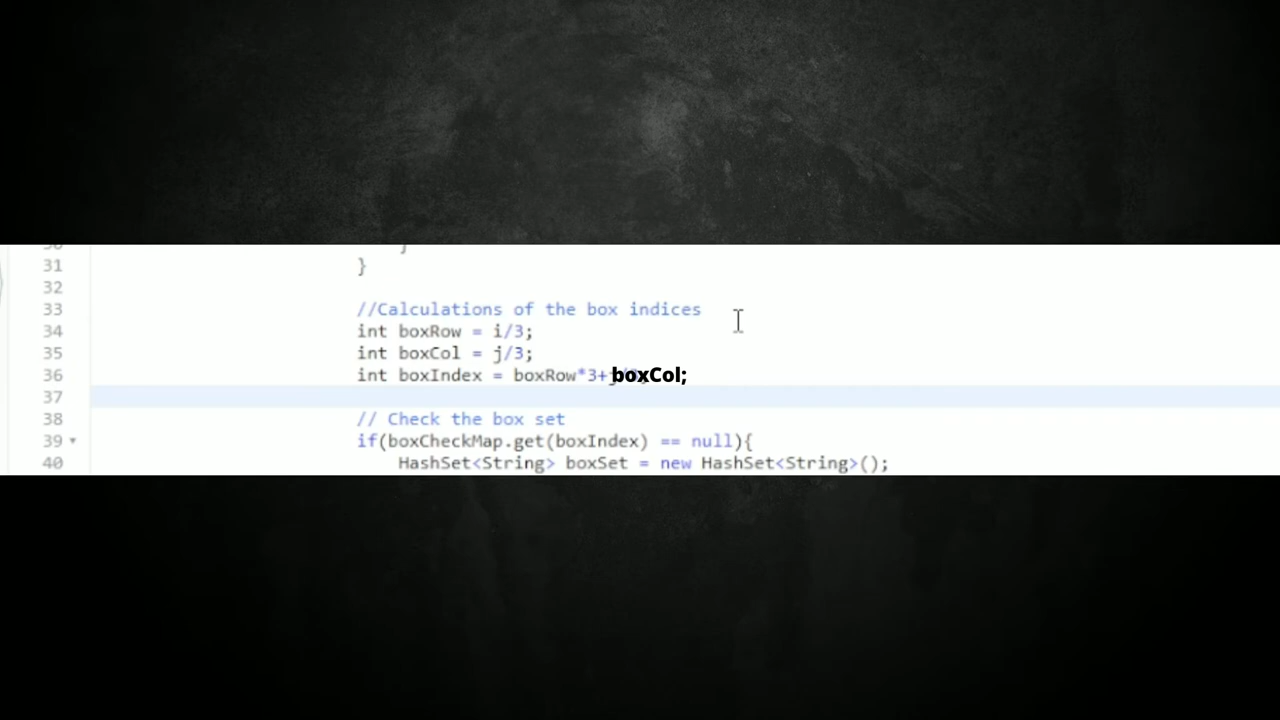 31 }
32
33 //Calculations of the box indices
34 int boxRow = i/3;
35 int boxCol = j/3;
36 int boxIndex = boxRow*3+boxCol;
37
38 // Check the box set
39 if(boxCheckMap.get(boxIndex) == null){
40 HashSet<String> boxSet = new HashSet<String>();